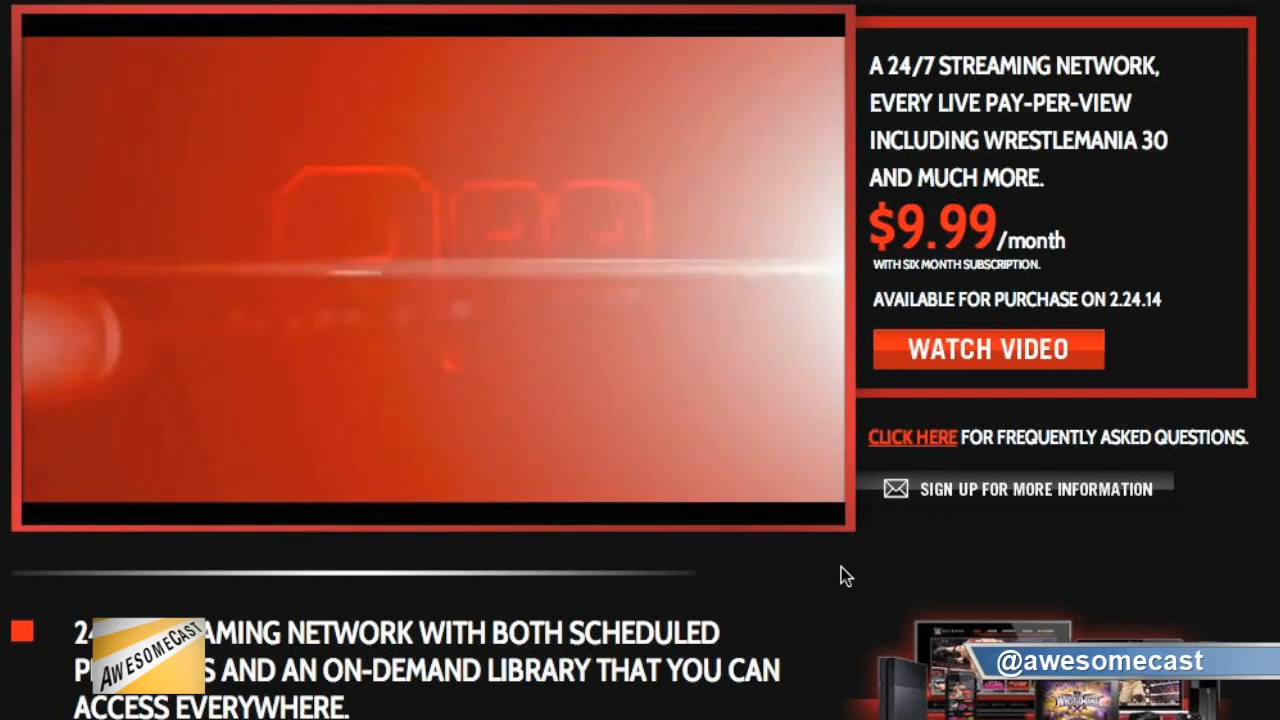 A 24/7 STREAMING NETWORK,
EVERY LIVE PAY-PER-VIEW
INCLUDING WRESTLEMANIA 30
AND MUCH MORE.
$9.99/month
WITH SIX MONTH SUBSCRIPTION.
AVAILABLE FOR PURCHASE ON 2.24.14
WATCH VIDEO
CLICK HERE FOR FREQUENTLY ASKED QUESTIONS.
SIGN UP FOR MORE INFORMATION
NETWORK WITH BOTH SCHEDULED
AND AN ON-DEMAND LIBRARY THAT YOU CAN
ACCESS EVERYWHERE.
AWESOMECAST
@awesomecast
WRESTLEMANIA